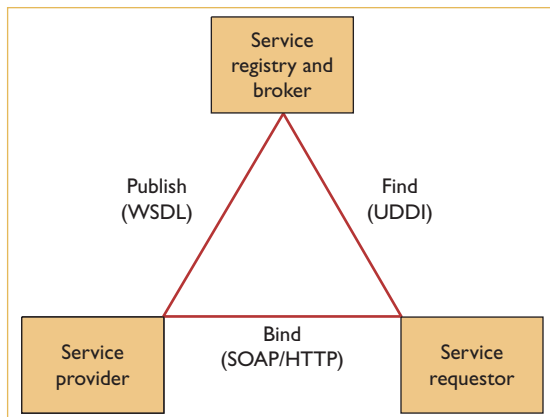 Service
registry and
broker
Publish
(WSDL)
Find
(UDDI)
Bind
(SOAP/HTTP)
Service
provider
Service
requestor